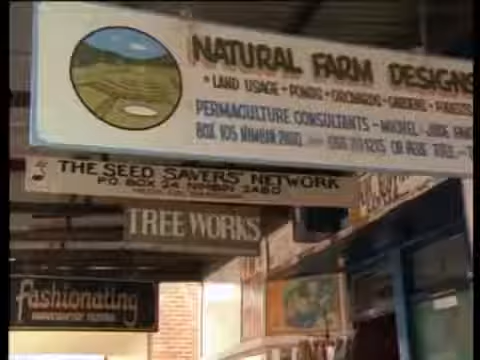 NATURAL FARM DESIGNS
• LAND USAGE • PONDS • ORCHARDS • GARDENS •
PERMACULTURE CONSULTANTS -
BOX 105 NIMBIN 2480 OR
THE SEED SAVERS' NETWORK
P.O. BOX 24 NIMBIN 2480
TREE WORKS
fashionating